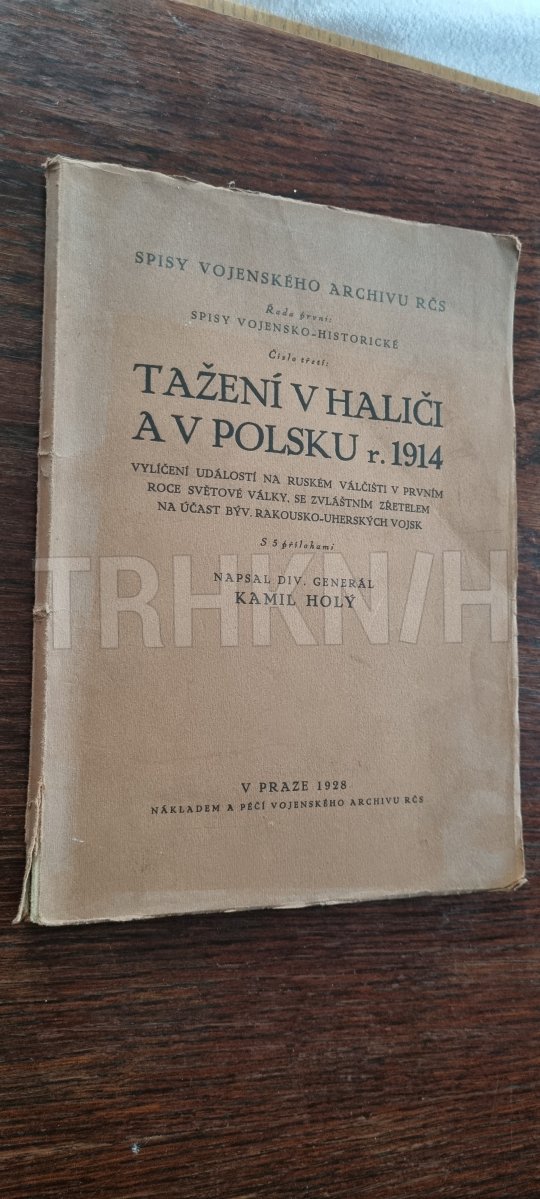 SPISY VOJENSKÉHO ARCHIVU RČS
Řada první:
SPISY VOJENSKO-HISTORICKÉ
Číslo třetí:
TAŽENÍ V HALIČI
A V POLSKU r. 1914
VYLÍČENÍ UDÁLOSTÍ NA RUSKÉM VÁLČIŠTI V PRVNÍM
ROCE SVĚTOVÉ VÁLKY, SE ZVLÁŠTNÍM ZŘETELEM
NA ÚČAST BÝV. RAKOUSKO-UHERSKÝCH VOJSK
S 5 přílohami
TRHKNIH
NAPSAL DIV. GENERÁL
KAMIL HOLÝ
V PRAZE 1928
NÁKLADEM A PÉČÍ VOJENSKÉHO ARCHIVU RČS